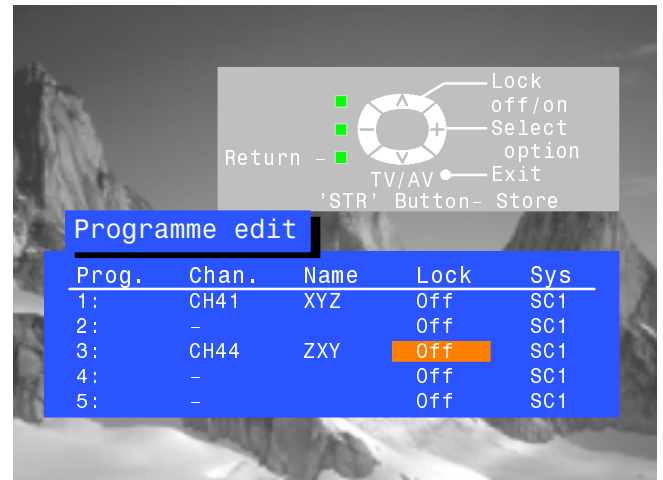 Lock
off/on
Select
option
Return –
Exit
TV/AV
'STR' Button– Store
Programme edit
Prog. Chan. Name Lock Sys
1: CH41 XYZ Off SC1
2: – Off SC1
3: CH44 ZXY Off SC1
4: – Off SC1
5: – Off SC1